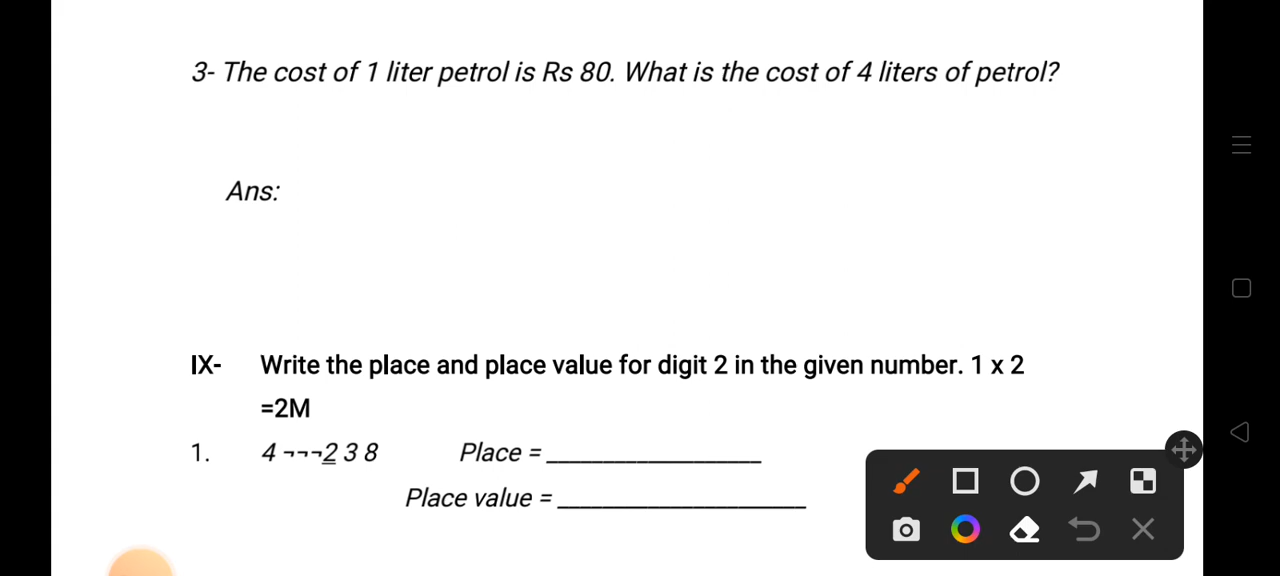 3- The cost of 1 liter petrol is Rs 80. What is the cost of 4 liters of petrol?
Ans:
IX- Write the place and place value for digit 2 in the given number. 1 x 2
=2M
1. 4 ¬¬¬2 3 8 Place = ____________________
Place value = _______________________